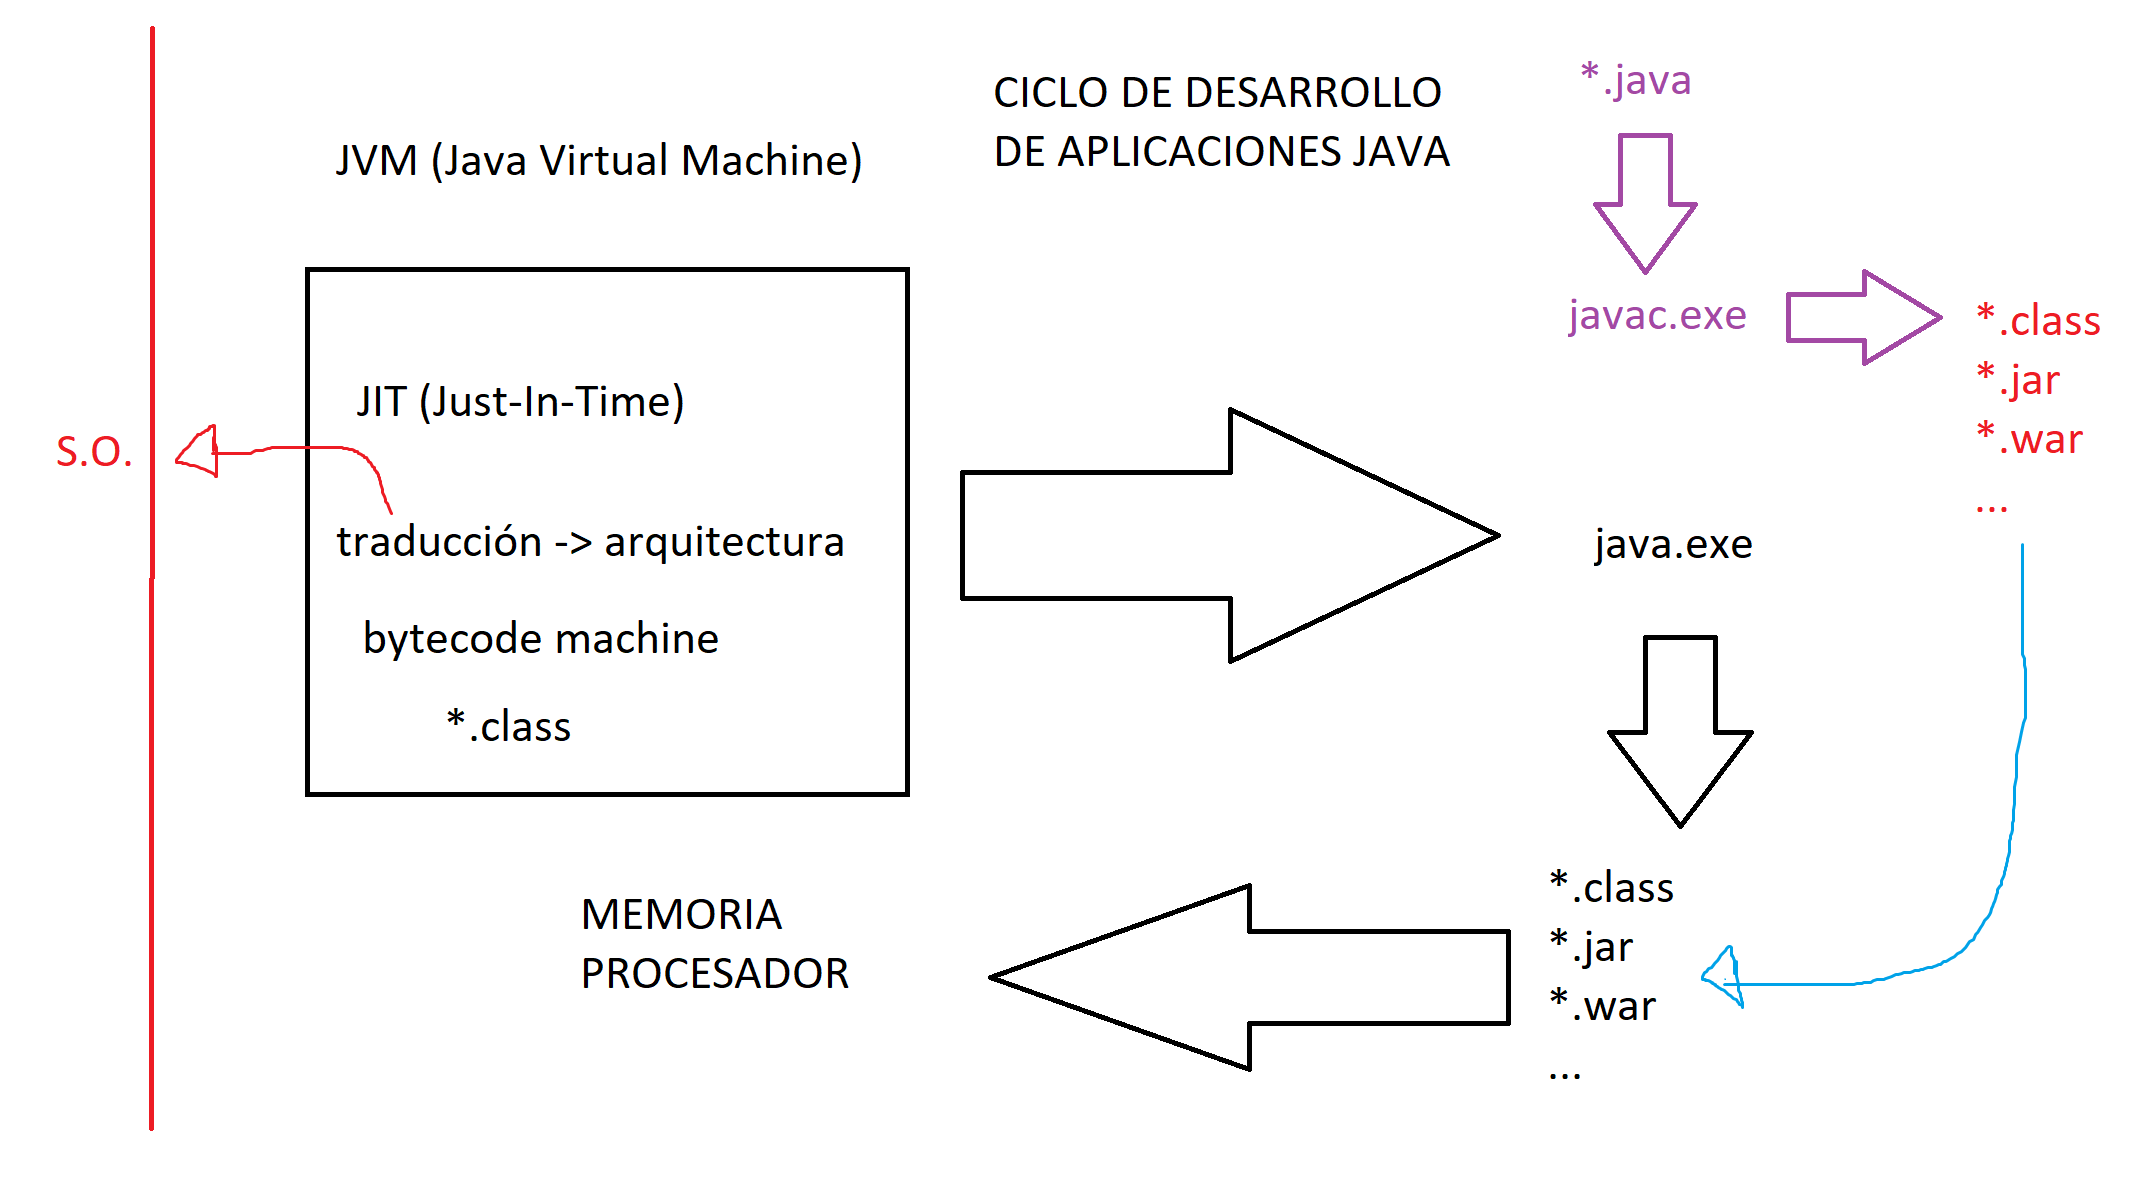 CICLO DE DESARROLLO
DE APLICACIONES JAVA
JVM (Java Virtual Machine)
JIT (Just-In-Time)
traducción -> arquitectura
bytecode machine
*.class
S.O.
MEMORIA
PROCESADOR
*.java
javac.exe
*.class
*.jar
*.war
...
java.exe
*.class
*.jar
*.war
...